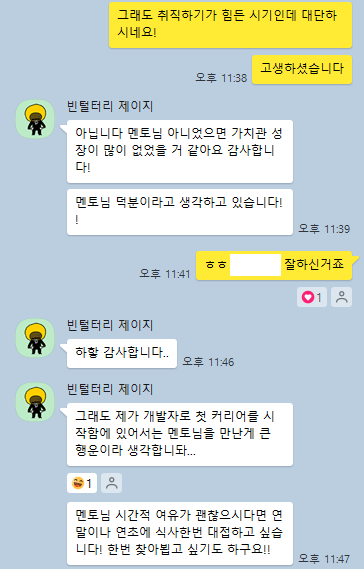 그래도 취직하기가 힘든 시기인데 대단하
시네요!
고생하셨습니다
오후 11:38
빈털터리 제이지
아닙니다 멘토님 아니었으면 가치관 성
장이 많이 없었을 거 같아요 감사합니
다!
멘토님 덕분이라고 생각하고 있습니다!
!
오후 11:39
ㅎㅎ 잘하신거죠
오후 11:41
1
빈털터리 제이지
하핳 감사합니다..
오후 11:46
빈털터리 제이지
그래도 제가 개발자로 첫 커리어를 시
작함에 있어서는 멘토님을 만난게 큰
행운이라 생각합니돠...
1
멘토님 시간적 여유가 괜찮으시다면 연
말이나 연초에 식사한번 대접하고 싶습
니다! 한번 찾아뵙고 싶기도 하구요!!
오후 11:47